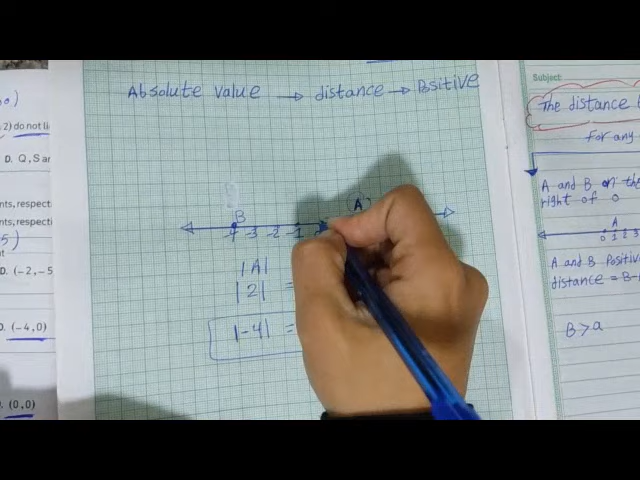 Absolute Value → distance → Positive
(A)
B
-4 -3 -2 -1
|A|
|2| =
|-4| =
2) do not li
D. Q, S ar
nts, respecti
nts, respecti
5)
D. (-2, -5
D. (-4,0)
(0,0)
Subject:
The distance
For any
A and B on the
right of 0
A
0 1 2 3
A and B Positive
distance = B-
B > a